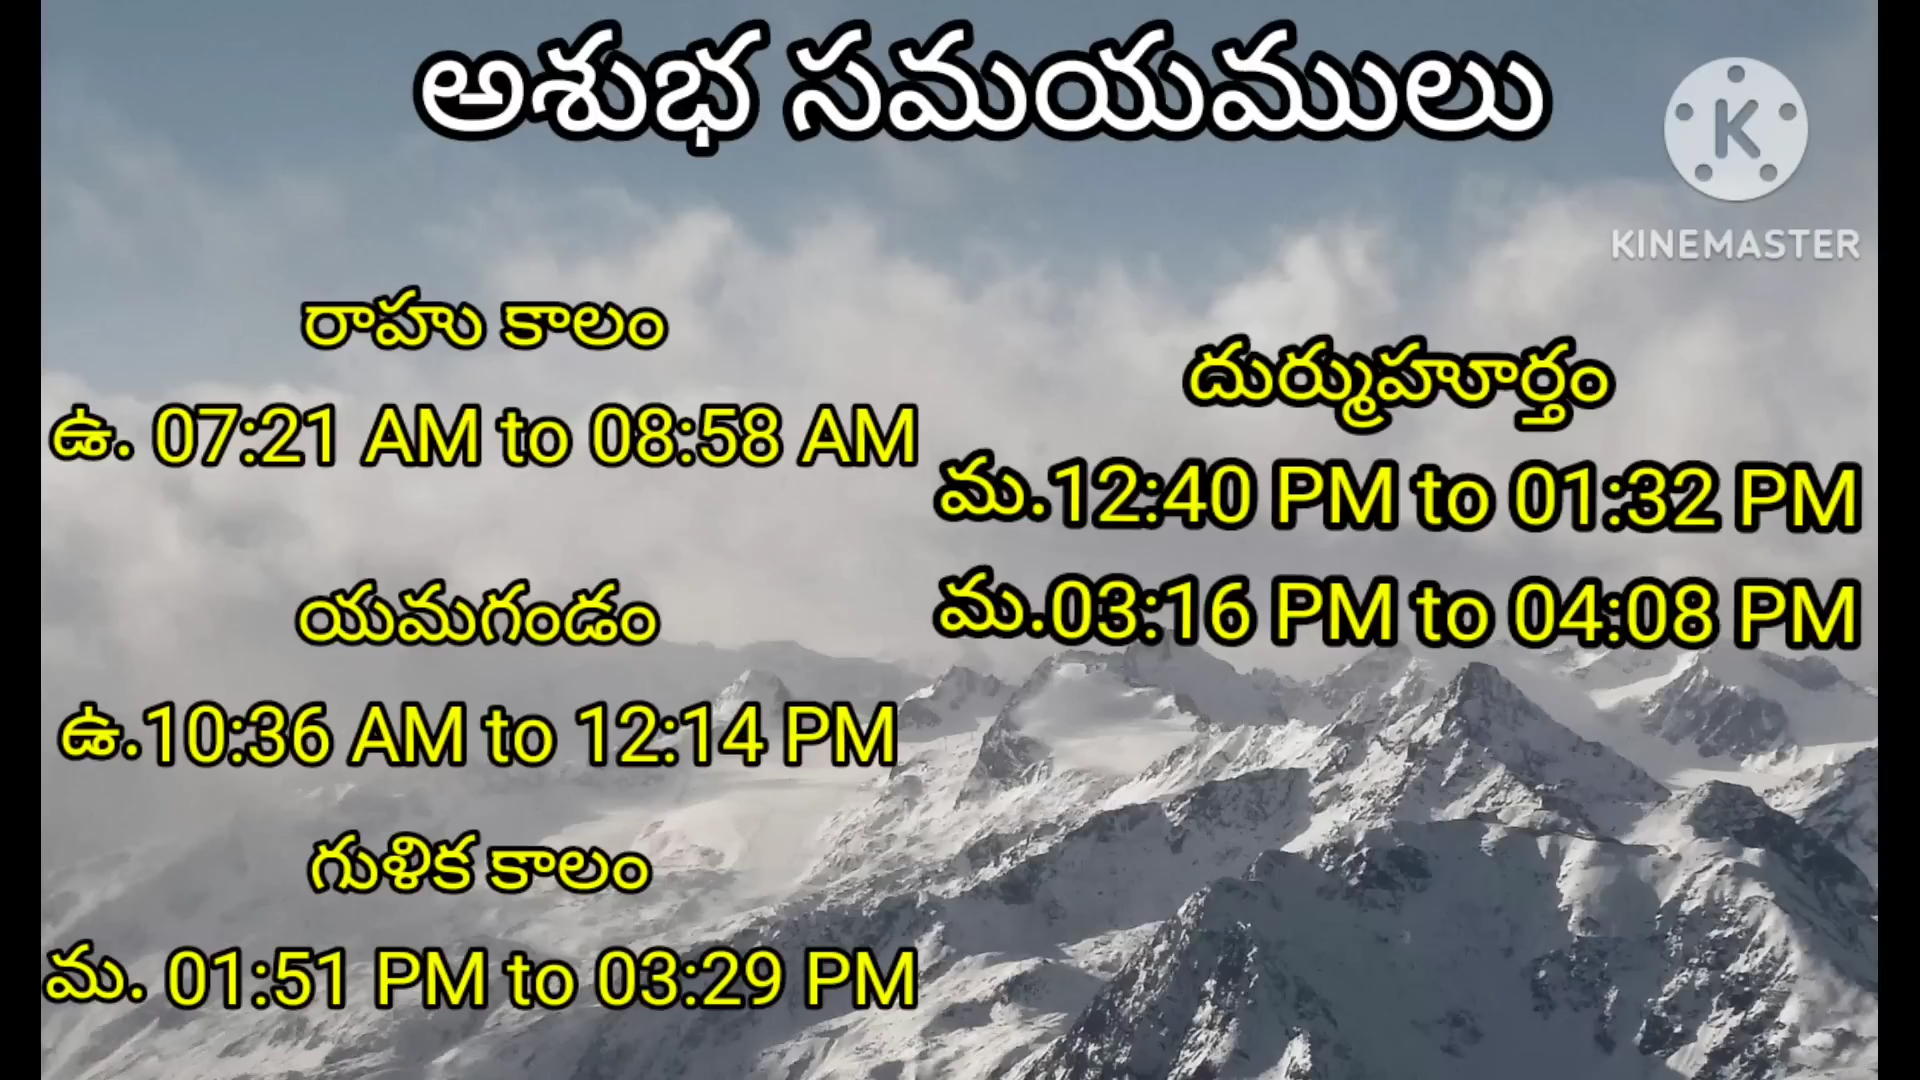 అశుభ సమయములు
K
KINEMASTER
రాహు కాలం
ఉ. 07:21 AM to 08:58 AM
యమగండం
ఉ.10:36 AM to 12:14 PM
గుళిక కాలం
మ. 01:51 PM to 03:29 PM
దుర్ముహూర్తం
మ.12:40 PM to 01:32 PM
మ.03:16 PM to 04:08 PM